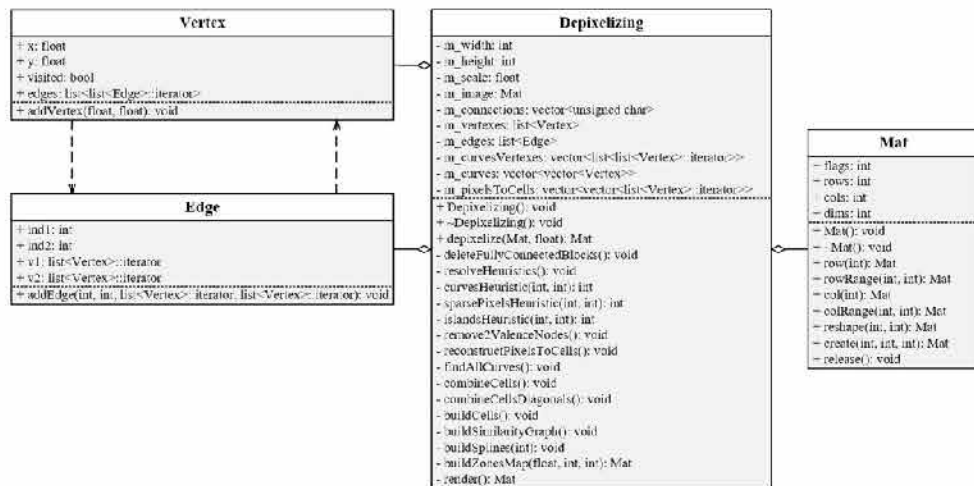 Vertex
+ x: float
+ y: float
+ visited: bool
+ edges: list<list<Edge>::iterator>
+ addVertex(float, float): void
Edge
+ ind1: int
+ ind2: int
+ v1: list<Vertex>::iterator
+ v2: list<Vertex>::iterator
+ addEdge(int, int, list<Vertex>::iterator, list<Vertex>::iterator): void
Depixelizing
- m_width: int
- m_height: int
- m_scale: float
- m_image: Mat
- m_connections: vector<unsigned char>
- m_vertexes: list<Vertex>
- m_edges: list<Edge>
- m_curvesVertexes: vector<list<list<Vertex>::iterator>>
- m_curves: vector<vector<Vertex>>
- m_pixelsToCells: vector<vector<list<Vertex>::iterator>>
+ Depixelizing(): void
+ ~Depixelizing(): void
+ depixelize(Mat, float): Mat
- deleteFullyConnectedBlocks(): void
- resolveHeuristics(): void
- curvesHeuristic(int, int): int
- sparsePixelsHeuristic(int, int): int
- islandsHeuristic(int, int): int
- remove2ValenceNodes(): void
- reconstructPixelsToCells(): void
- findAllCurves(): void
- combineCells(): void
- combineCellsDiagonals(): void
- buildCells(): void
- buildSimilarityGraph(): void
- buildSplines(int): void
- buildZonesMap(float, int, int): Mat
- render(): Mat
Mat
+ flags: int
+ rows: int
+ cols: int
+ dims: int
+ Mat(): void
+ ~Mat(): void
+ row(int): Mat
+ rowRange(int, int): Mat
+ col(int): Mat
+ colRange(int, int): Mat
+ reshape(int, int): Mat
+ create(int, int, int): Mat
+ release(): void